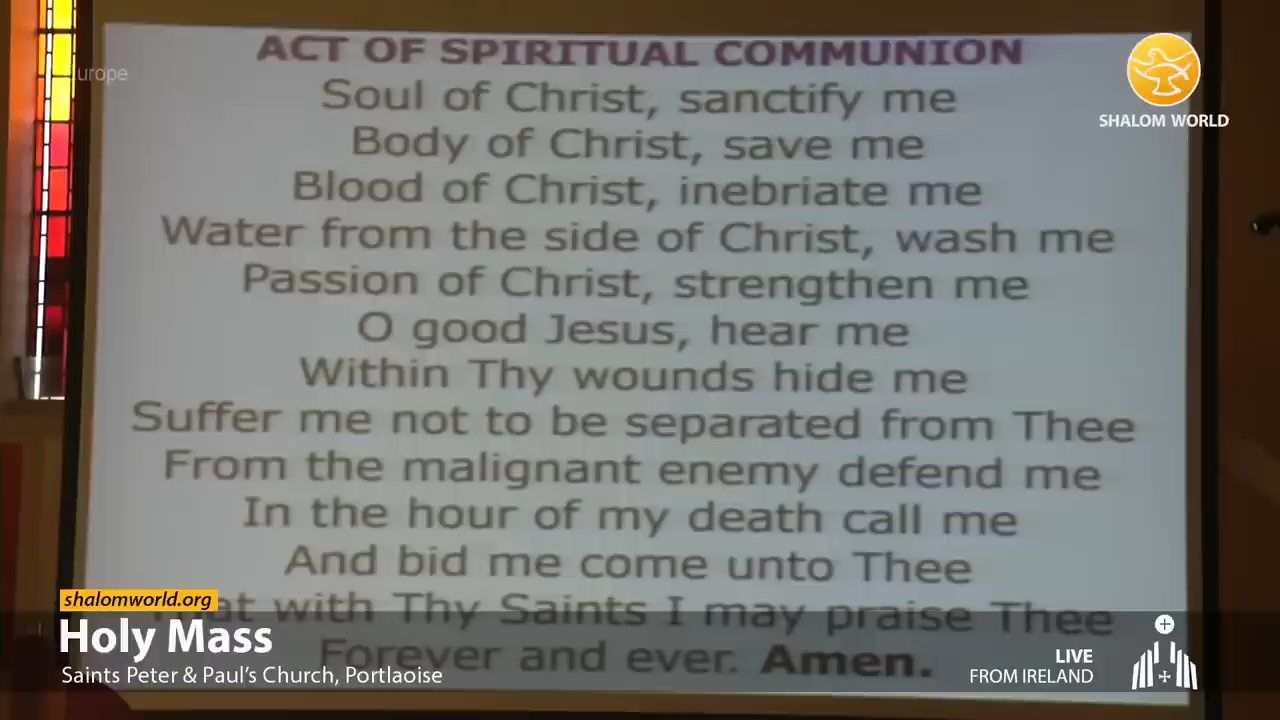 ACT OF SPIRITUAL COMMUNION
urope
Soul of Christ, sanctify me
SHALOM WORLD
Body of Christ, save me
Blood of Christ, inebriate me
Water from the side of Christ, wash me
Passion of Christ, strengthen me
O good Jesus, hear me
Within Thy wounds hide me
Suffer me not to be separated from Thee
From the malignant enemy defend me
In the hour of my death call me
And bid me come unto Thee
shalomworld.org
with Thy Saints I may praise Thee
Forever and ever. Amen.
Holy Mass
Saints Peter & Paul's Church, Portlaoise
LIVE
FROM IRELAND